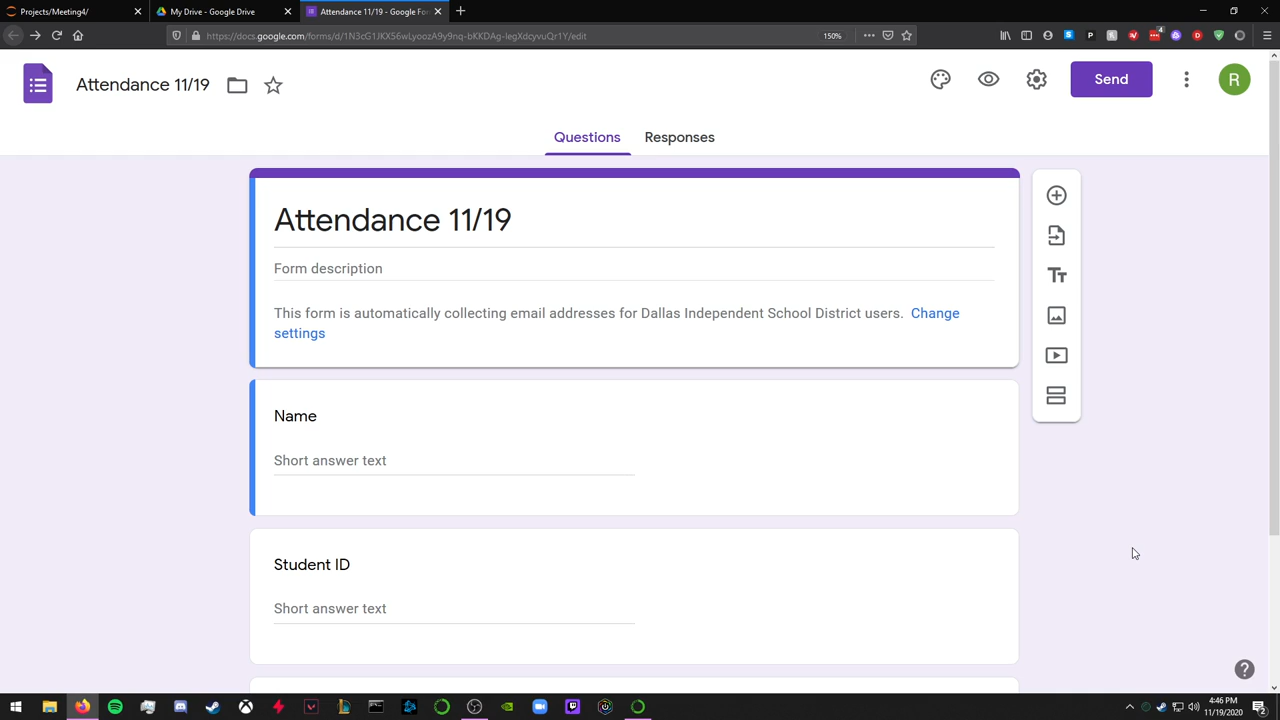 Projects/Meeting4/
My Drive - Google Drive
Attendance 11/19 - Google For
https://docs.google.com/forms/d/1N3cG1JKX56wLyoozA9y9nq-bKKDAg-legXdcyvuQr1Y/edit
150%
Attendance 11/19
Send
R
Questions
Responses
Attendance 11/19
Form description
This form is automatically collecting email addresses for Dallas Independent School District users. Change
settings
Name
Short answer text
Student ID
Short answer text
4:46 PM
11/19/2020